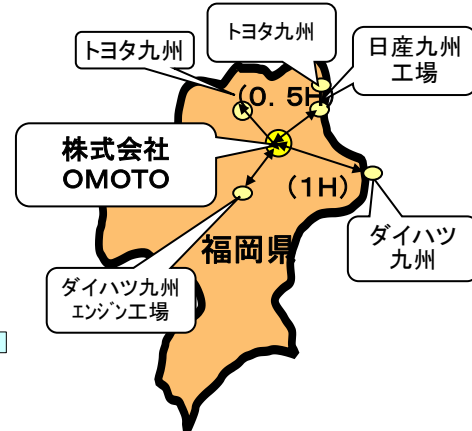 トヨタ九州
トヨタ九州
日産九州
工場
(0. 5H)
株式会社
OMOTO
(1H)
福岡県
ダイハツ
九州
ダイハツ九州
エンジン工場